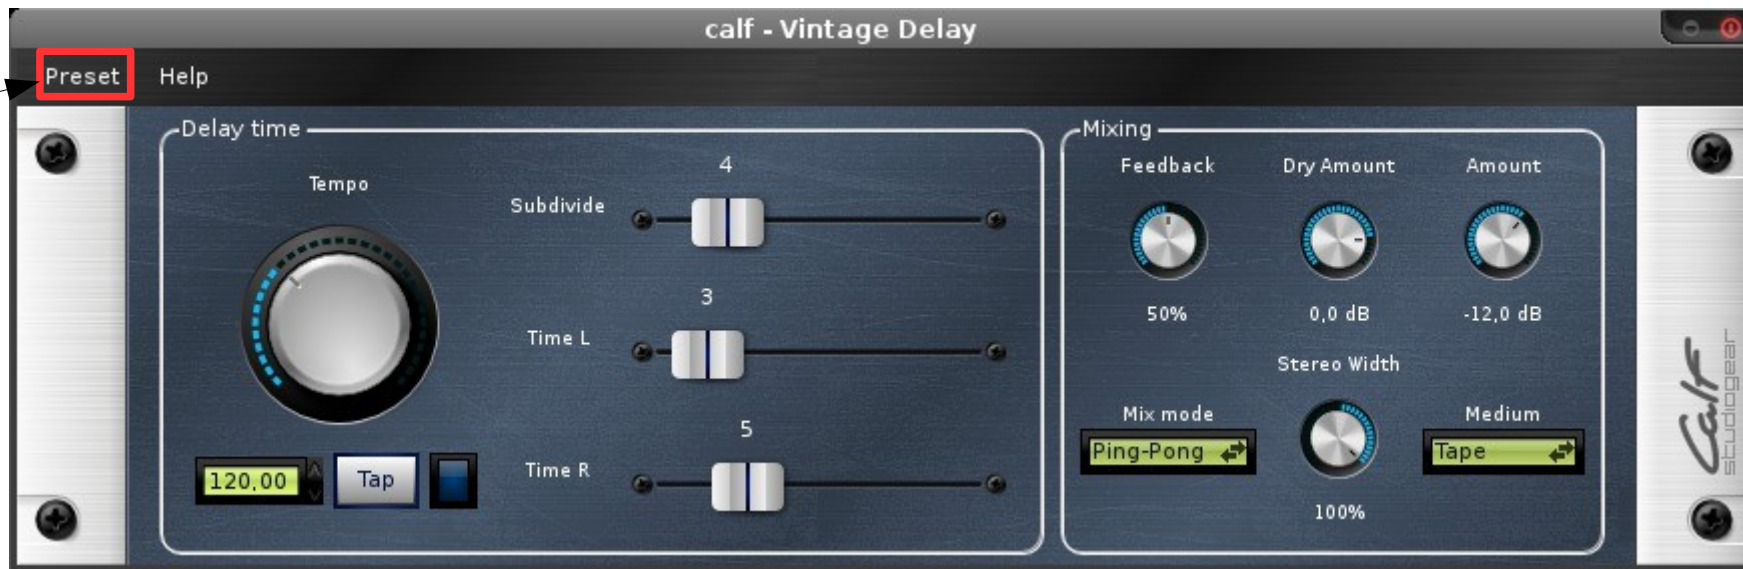 calf - Vintage Delay
Preset Help
Delay time
Tempo
120,00
Tap
Subdivide
4
Time L
3
Time R
5
Mixing
Feedback
50%
Dry Amount
0,0 dB
Amount
-12,0 dB
Stereo Width
100%
Mix mode
Ping-Pong
Medium
Tape
Calf
studiogear